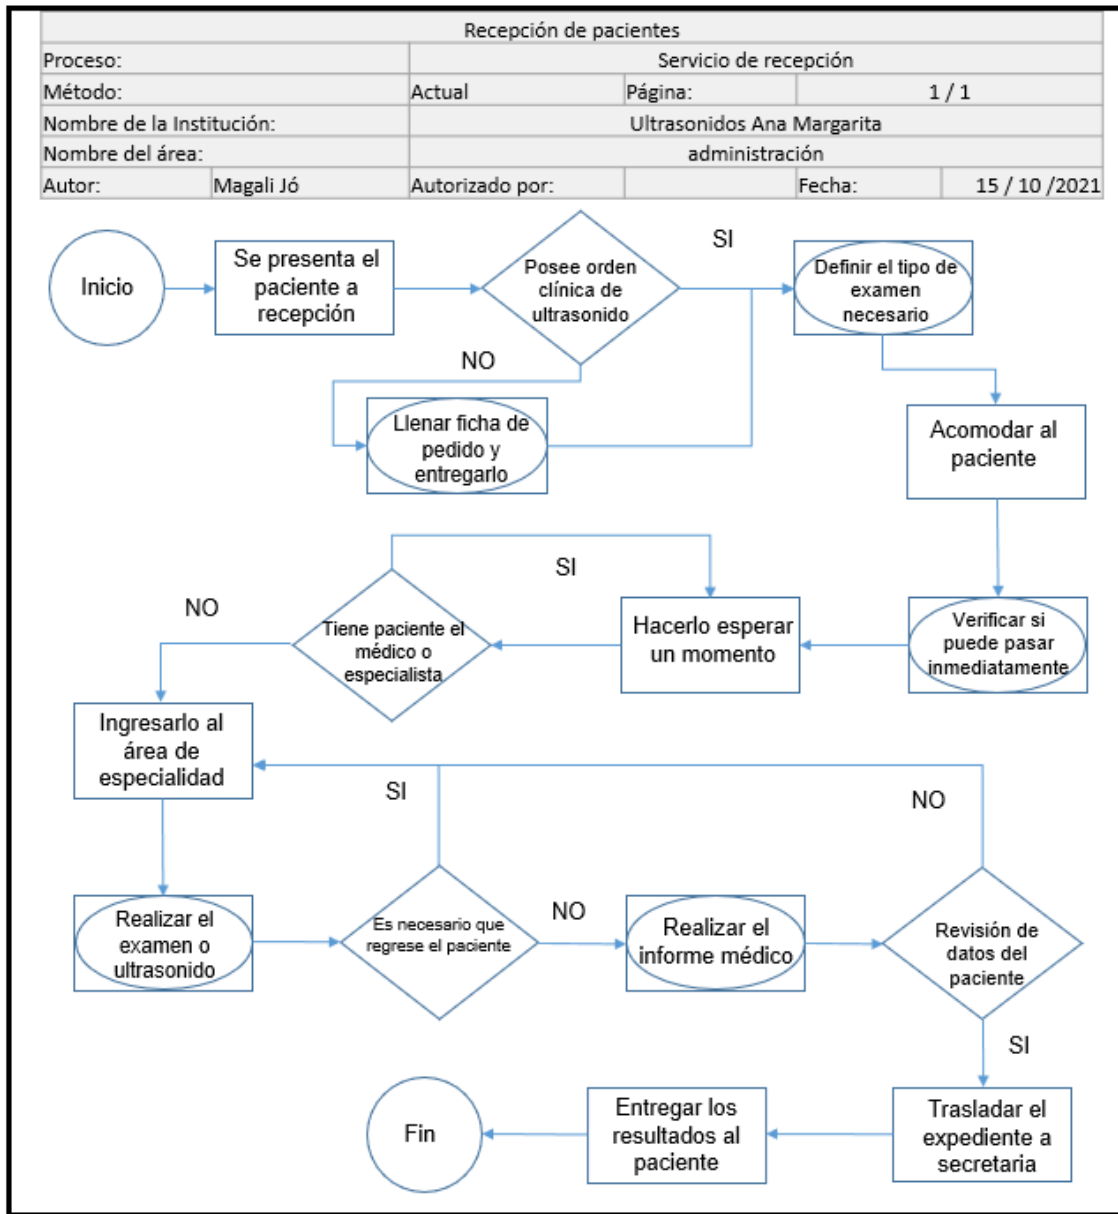 Recepción de pacientes
Proceso: Servicio de recepción
Método: Actual Página: 1 / 1
Nombre de la Institución: Ultrasonidos Ana Margarita
Nombre del área: administración
Autor: Magali Jó Autorizado por: Fecha: 15 / 10 /2021
Inicio
Se presenta el
paciente a
recepción
Posee orden
clínica de
ultrasonido
SI
Definir el tipo de
examen
necesario
NO
Llenar ficha de
pedido y
entregarlo
Acomodar al
paciente
Verificar si
puede pasar
inmediatamente
Hacerlo esperar
un momento
SI
Tiene paciente el
médico o
especialista
NO
Ingresarlo al
área de
especialidad
Realizar el
examen o
ultrasonido
SI
Es necesario que
regrese el paciente
NO
Realizar el
informe médico
NO
Revisión de
datos del
paciente
SI
Trasladar el
expediente a
secretaria
Entregar los
resultados al
paciente
Fin